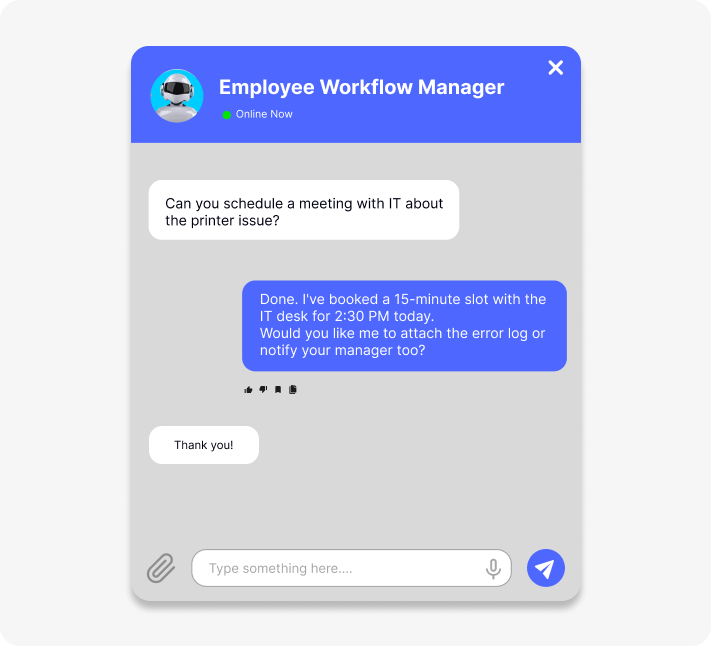 Employee Workflow Manager
Online Now
Can you schedule a meeting with IT about
the printer issue?
Done. I've booked a 15-minute slot with the
IT desk for 2:30 PM today.
Would you like me to attach the error log or
notify your manager too?
Thank you!
Type something here....